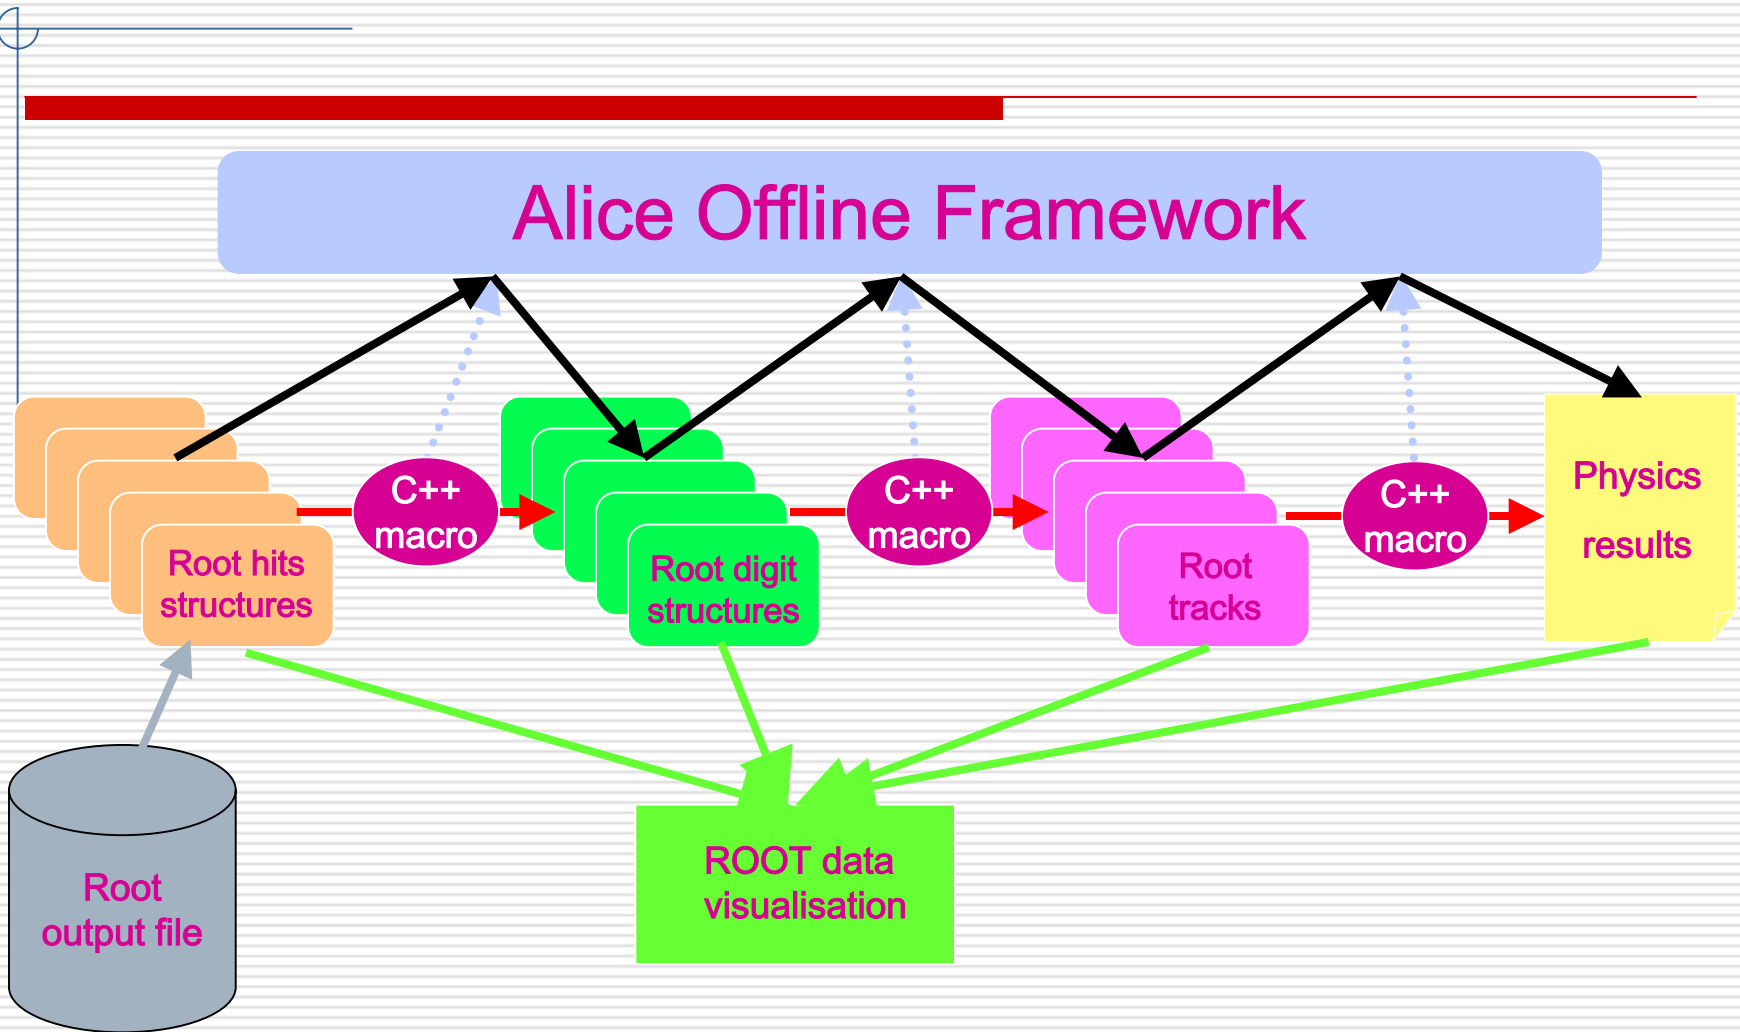 Alice Offline Framework
C++
macro
C++
macro
C++
macro
Physics
results
Root hits
structures
Root digit
structures
Root
tracks
ROOT data
visualisation
Root
output file